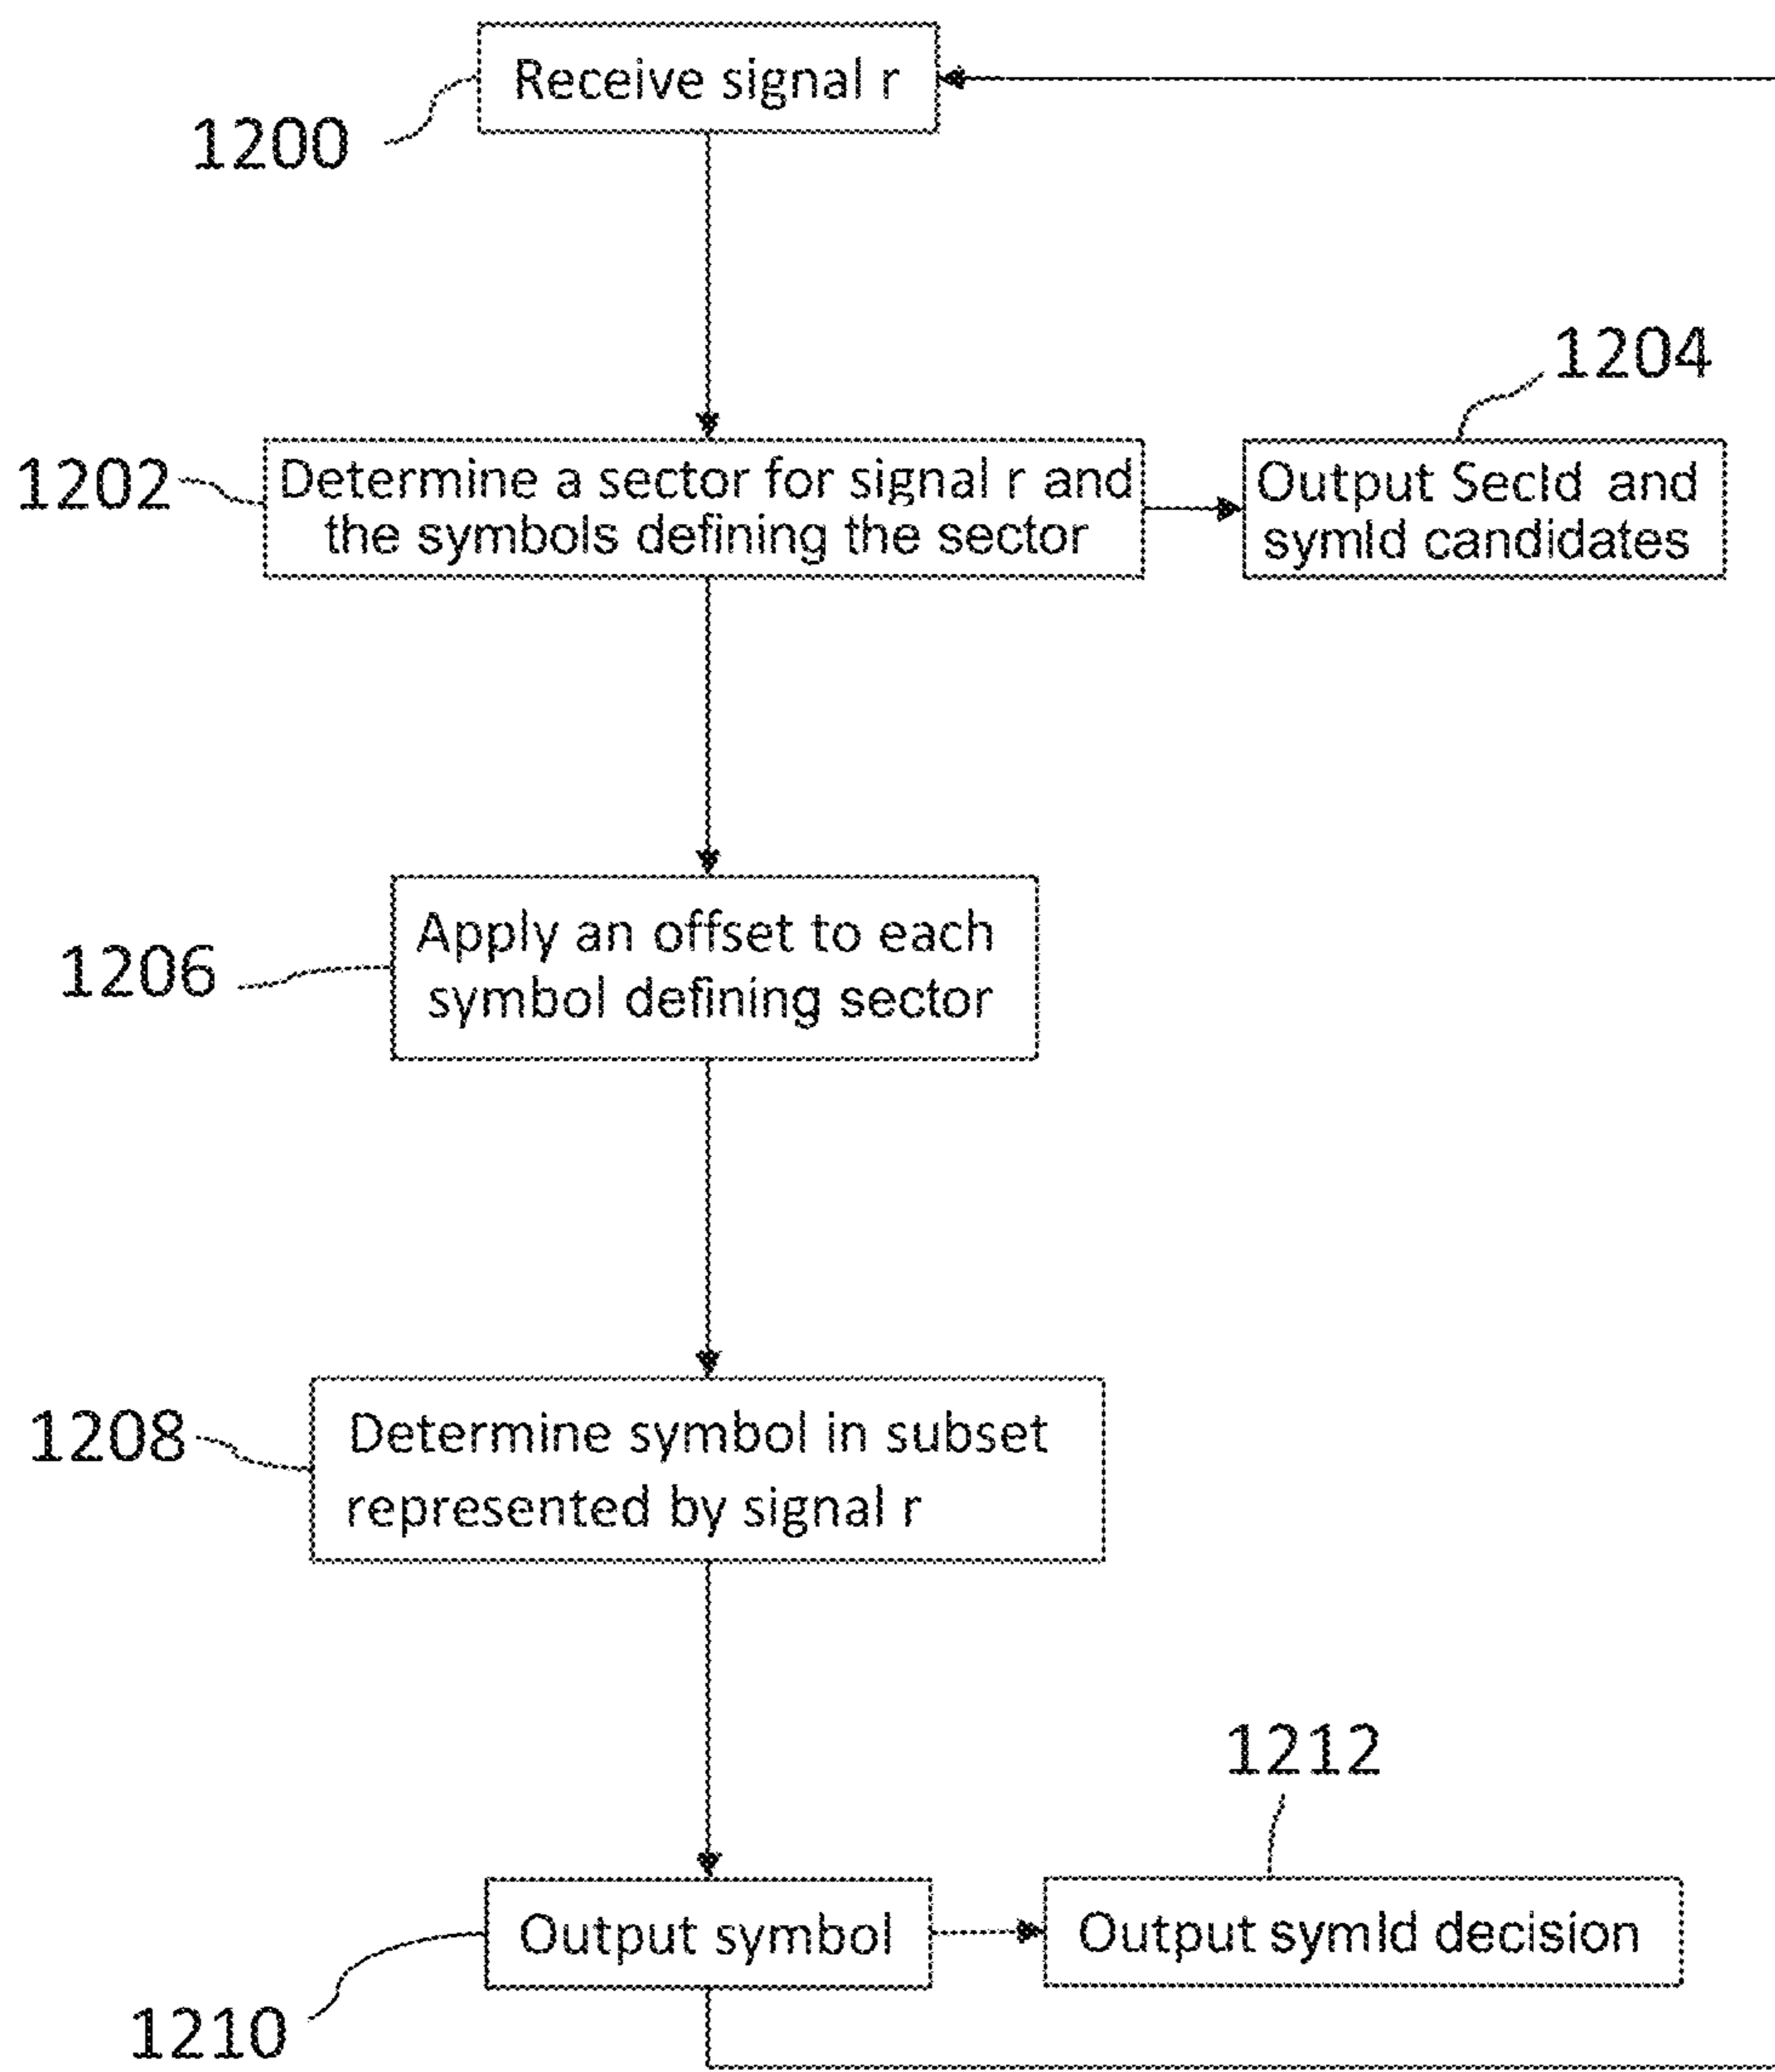 Receive signal r
1200
1204
1202
Determine a sector for signal r and
the symbols defining the sector
Output SecId and
symId candidates
1206
Apply an offset to each
symbol defining sector
1208
Determine symbol in subset
represented by signal r
1212
Output symbol
Output symId decision
1210